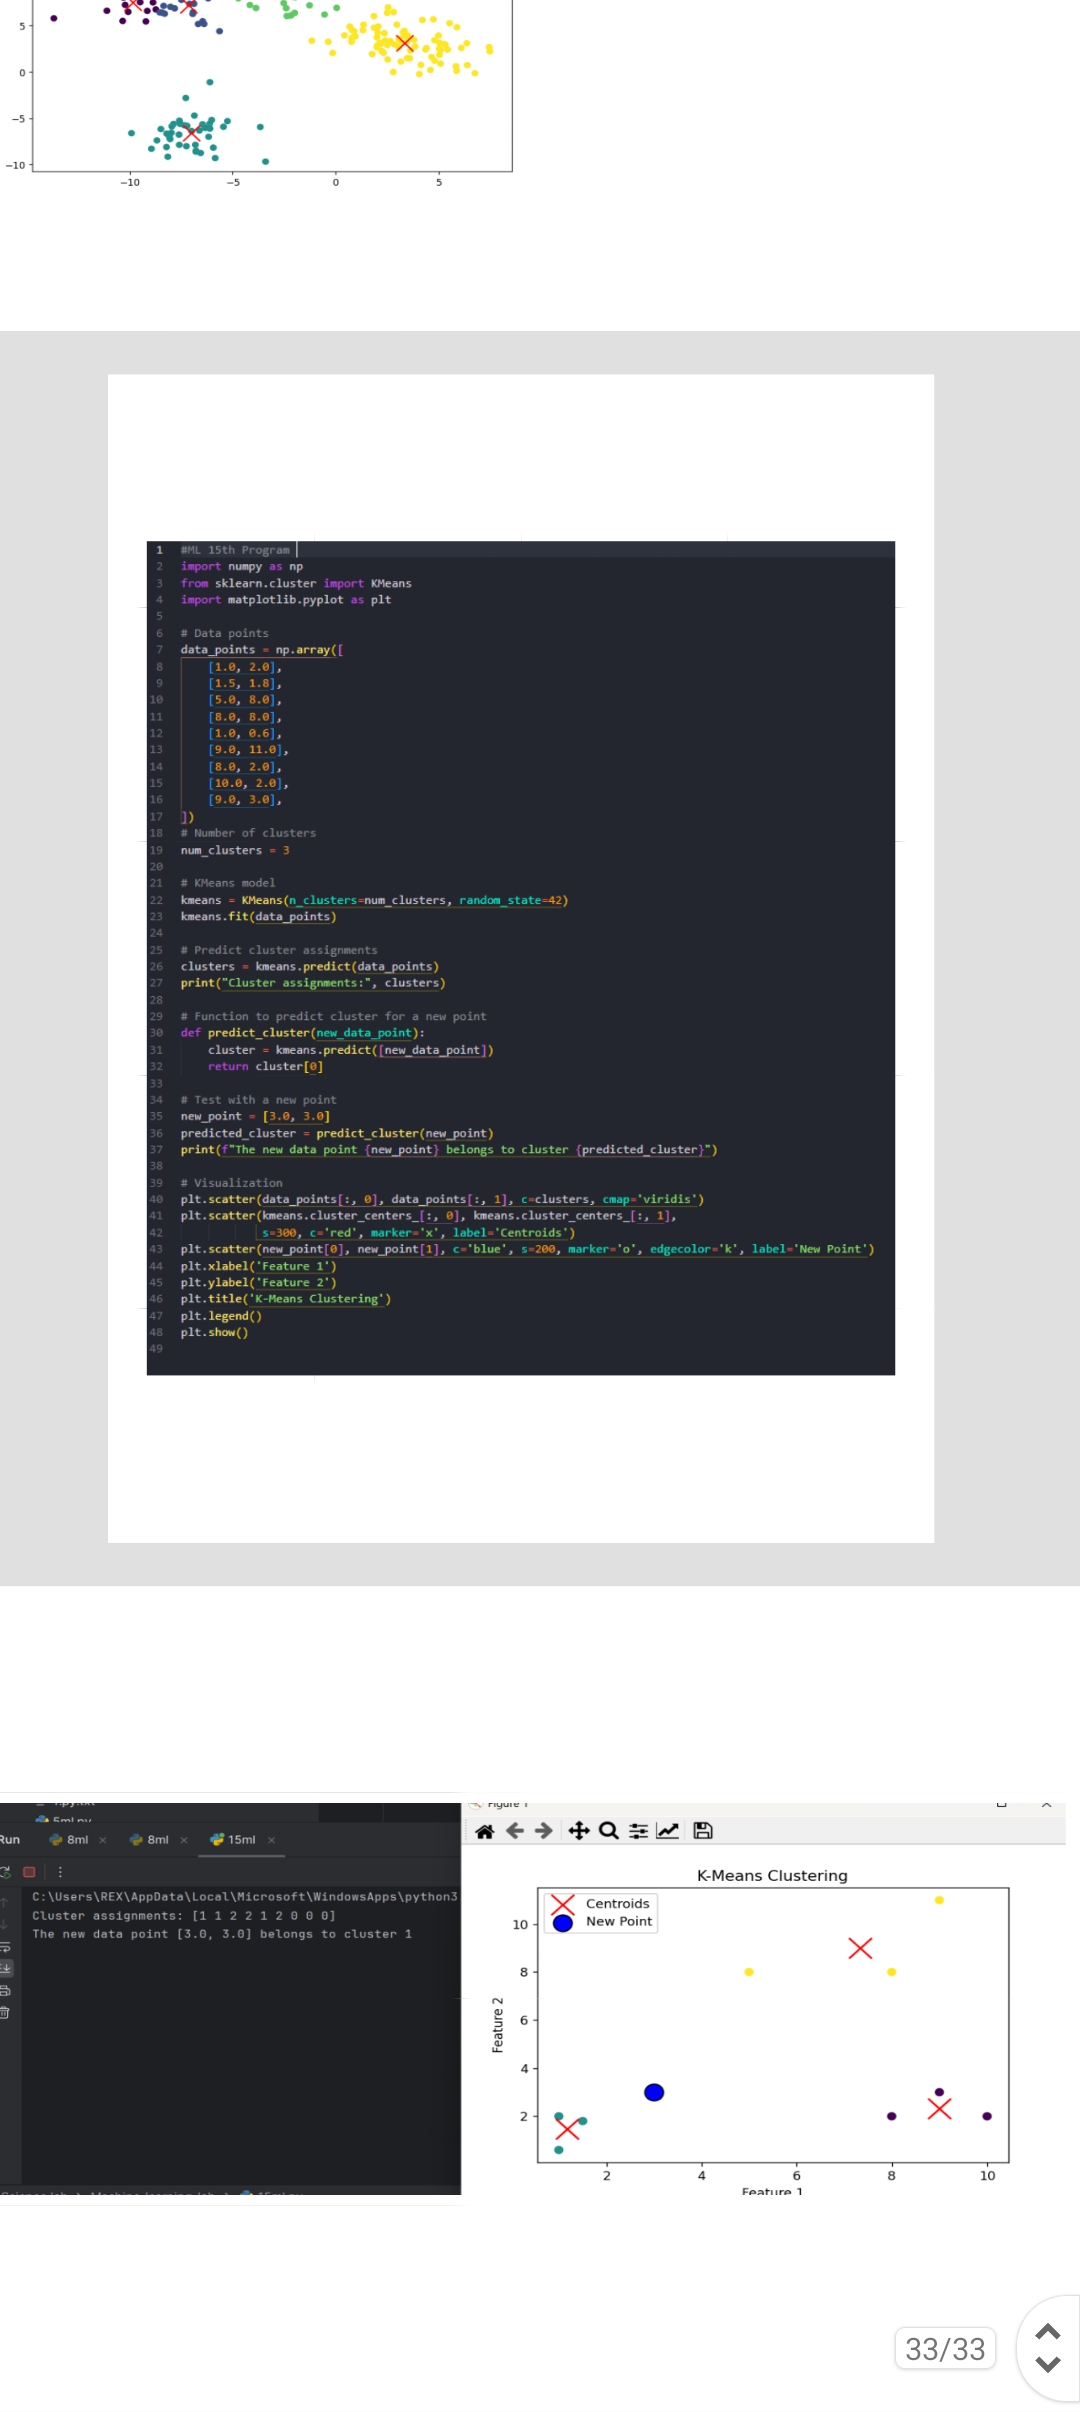 5
0
−5
−10
−10 −5 0 5
1 #ML 15th Program
2 import numpy as np
3 from sklearn.cluster import KMeans
4 import matplotlib.pyplot as plt
5
6 # Data points
7 data_points = np.array([
8 [1.0, 2.0],
9 [1.5, 1.8],
10 [5.0, 8.0],
11 [8.0, 8.0],
12 [1.0, 0.6],
13 [9.0, 11.0],
14 [8.0, 2.0],
15 [10.0, 2.0],
16 [9.0, 3.0],
17 ])
18 # Number of clusters
19 num_clusters = 3
20
21 # KMeans model
22 kmeans = KMeans(n_clusters=num_clusters, random_state=42)
23 kmeans.fit(data_points)
24
25 # Predict cluster assignments
26 clusters = kmeans.predict(data_points)
27 print("Cluster assignments:", clusters)
28
29 # Function to predict cluster for a new point
30 def predict_cluster(new_data_point):
31 cluster = kmeans.predict([new_data_point])
32 return cluster[0]
33
34 # Test with a new point
35 new_point = [3.0, 3.0]
36 predicted_cluster = predict_cluster(new_point)
37 print(f"The new data point {new_point} belongs to cluster {predicted_cluster}")
38
39 # Visualization
40 plt.scatter(data_points[:, 0], data_points[:, 1], c=clusters, cmap='viridis')
41 plt.scatter(kmeans.cluster_centers_[:, 0], kmeans.cluster_centers_[:, 1],
42 s=300, c='red', marker='x', label='Centroids')
43 plt.scatter(new_point[0], new_point[1], c='blue', s=200, marker='o', edgecolor='k', label='New Point')
44 plt.xlabel('Feature 1')
45 plt.ylabel('Feature 2')
46 plt.title('K-Means Clustering')
47 plt.legend()
48 plt.show()
49
5ml.py
Run 8ml × 8ml × 15ml ×
C:\Users\REX\AppData\Local\Microsoft\WindowsApps\python3
Cluster assignments: [1 1 2 2 1 2 0 0 0]
The new data point [3.0, 3.0] belongs to cluster 1
Figure 1
K-Means Clustering
Centroids
New Point
10
8
6
4
2
Feature 2
2 4 6 8 10
Feature 1
33/33